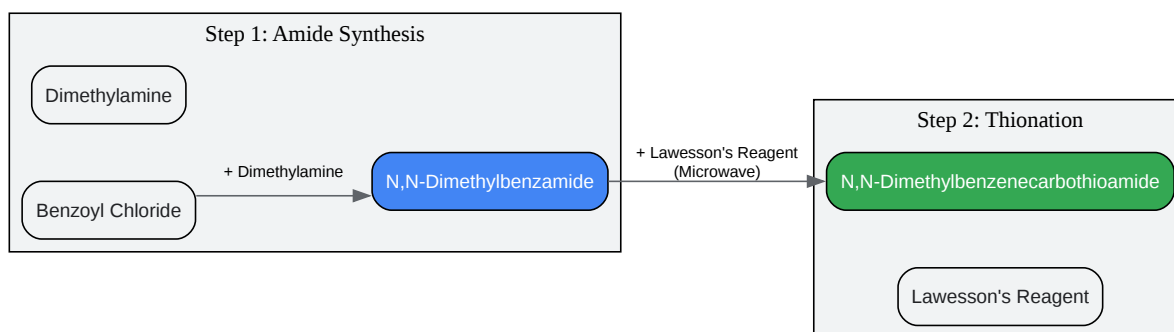 Step 1: Amide Synthesis
Dimethylamine
Benzoyl Chloride
+ Dimethylamine
N,N-Dimethylbenzamide
+ Lawesson's Reagent
(Microwave)
Step 2: Thionation
N,N-Dimethylbenzenecarbothioamide
Lawesson's Reagent